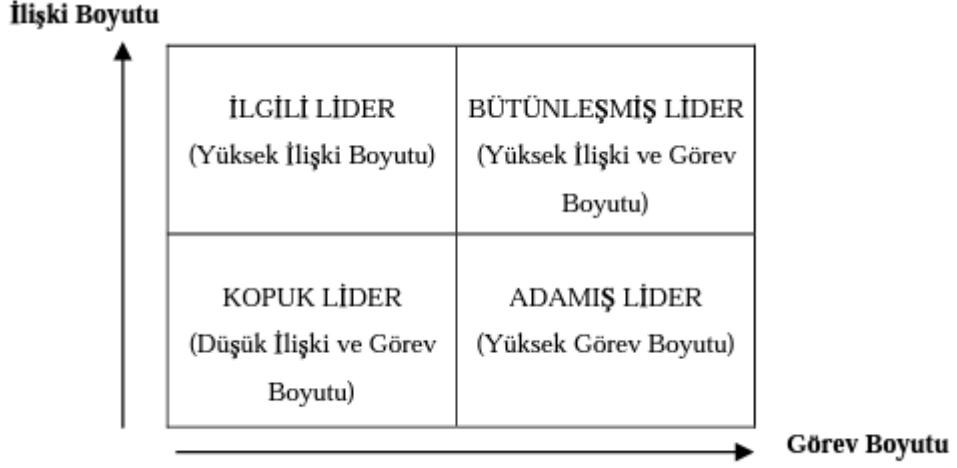 İlişki Boyutu
İLGİLİ LİDER
(Yüksek İlişki Boyutu)
BÜTÜNLEŞMİŞ LİDER
(Yüksek İlişki ve Görev
Boyutu)
KOPUK LİDER
(Düşük İlişki ve Görev
Boyutu)
ADAMIŞ LİDER
(Yüksek Görev Boyutu)
Görev Boyutu